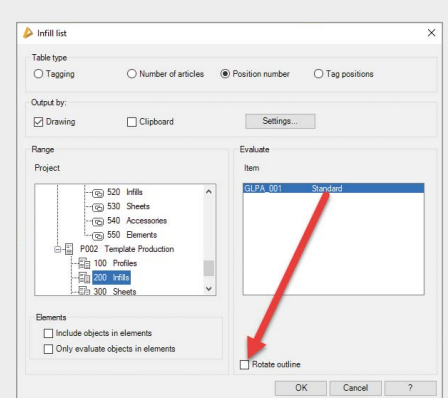 Infill list
Table type
Tagging Number of articles Position number Tag positions
Output by:
Drawing Clipboard Settings...
Range Evaluate
Project Item
520 Infills GLPA_001 Standard
530 Sheets
540 Accessories
550 Elements
P002 Template Production
100 Profiles
200 Infills
300 Sheets
Elements
Include objects in elements
Only evaluate objects in elements
Rotate outline
OK Cancel ?